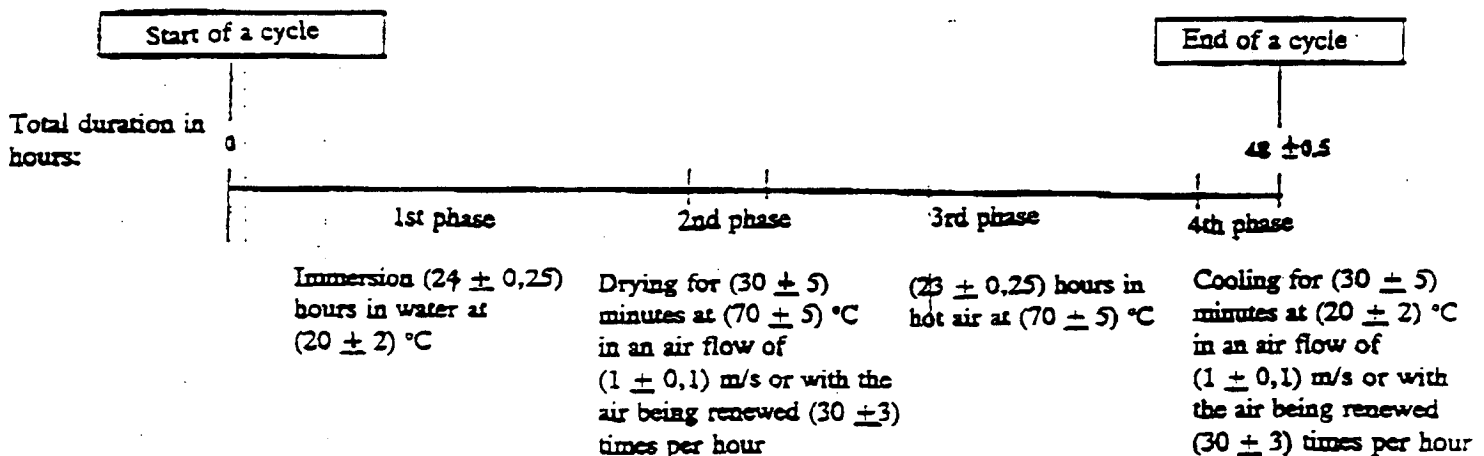 Start of a cycle
End of a cycle
Total duration in
hours:
0
48 ±0.5
1st phase
2nd phase
3rd phase
4th phase
Immersion (24 ± 0,25)
hours in water at
(20 ± 2) °C
Drying for (30 ± 5)
minutes at (70 ± 5) °C
in an air flow of
(1 ± 0,1) m/s or with the
air being renewed (30 ±3)
times per hour
(23 ± 0,25) hours in
hot air at (70 ± 5) °C
Cooling for (30 ± 5)
minutes at (20 ± 2) °C
in an air flow of
(1 ± 0,1) m/s or with
the air being renewed
(30 ± 3) times per hour